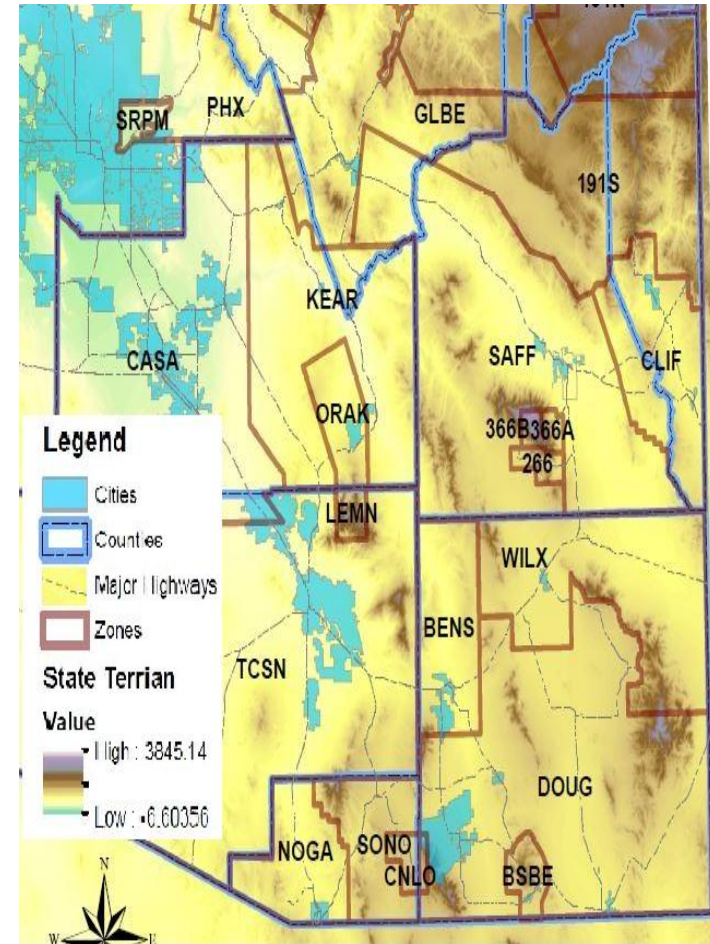 SRPM
PHX
GLBE
191S
KEAR
CASA
SAFF
CLIF
ORAK
366B366A
266
Legend
Cities
Counties
Major Highways
Zones
State Terrian
Value
High : 3845.14
Low : -6.60356
LEMN
WILX
BENS
TCSN
DOUG
NOGA
SONO
CNLO
BSBE
N
W
E